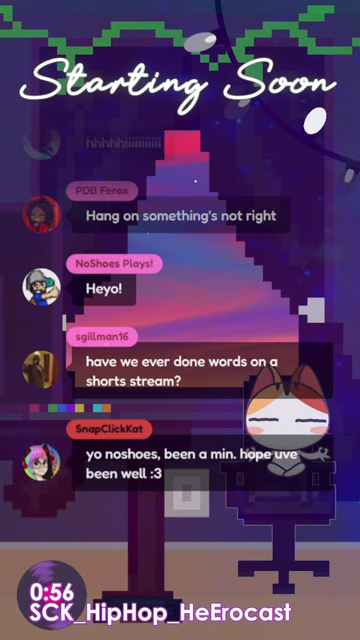 Starting Soon
hhhhiiiiiiiiiiii
PDB Ferox
Hang on something's not right
NoShoes Plays!
Heyo!
sgillman16
have we ever done words on a
shorts stream?
SnapClickKat
yo noshoes, been a min. hope uve
been well :3
0:56
SCK_HipHop_HeErocast